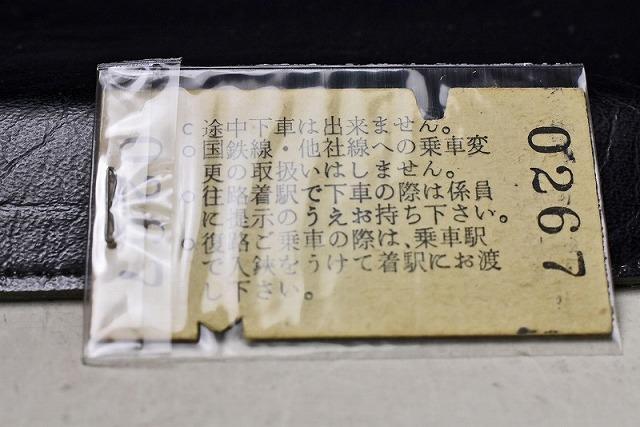 ○ 途中下車は出来ません。
○ 国鉄線・他社線への乗車変
更の取扱いはしません。
○ 往路着駅で下車の際は係員
に提示のうえお持ち下さい。
○ 復路ご乗車の際は、乗車駅
で入鋏をうけて着駅にお渡
し下さい。
0267